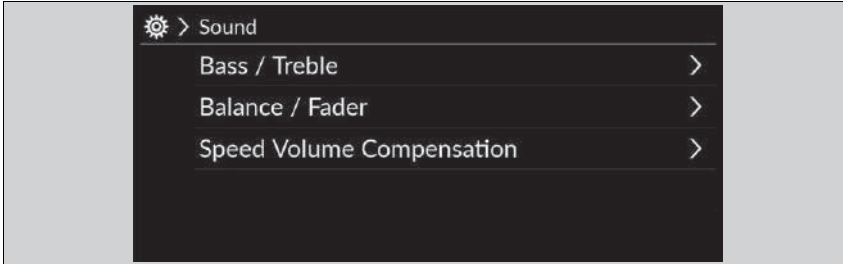 Sound
Bass / Treble
Balance / Fader
Speed Volume Compensation